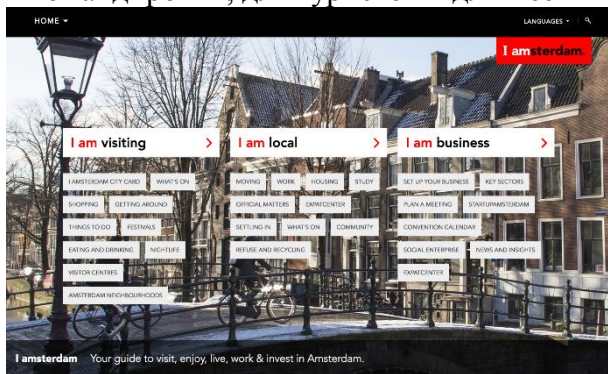 HOME
LANGUAGES
I amsterdam.
I am visiting >
I AMSTERDAM CITY CARD WHAT'S ON
SHOPPING GETTING AROUND
THINGS TO DO FESTIVALS
EATING AND DRINKING NIGHTLIFE
VISITOR CENTRES
AMSTERDAM NEIGHBOURHOODS
I am local >
MOVING WORK HOUSING STUDY
OFFICIAL MATTERS EXPATCENTER
SETTLING IN WHAT'S ON COMMUNITY
REFUSE AND RECYCLING
I am business >
SET UP YOUR BUSINESS KEY SECTORS
PLAN A MEETING STARTUPAMSTERDAM
CONVENTION CALENDAR
SOCIAL ENTERPRISE NEWS AND INSIGHTS
EXPATCENTER
I amsterdam Your guide to visit, enjoy, live, work & invest in Amsterdam.